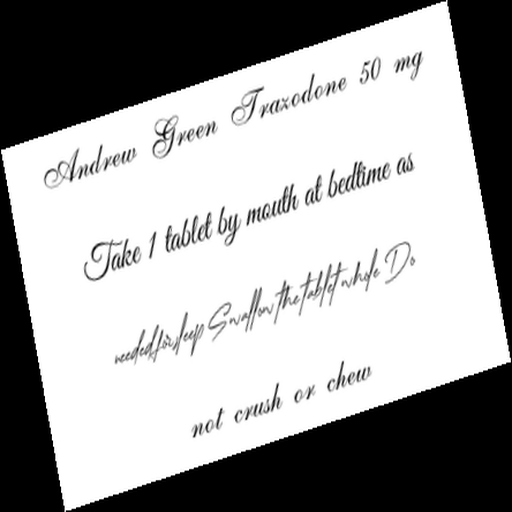 Andrew Green Trazodone 50 mg
Take 1 tablet by mouth at bedtime as
needed for sleep Swallow the tablet whole Do
not crush or chew